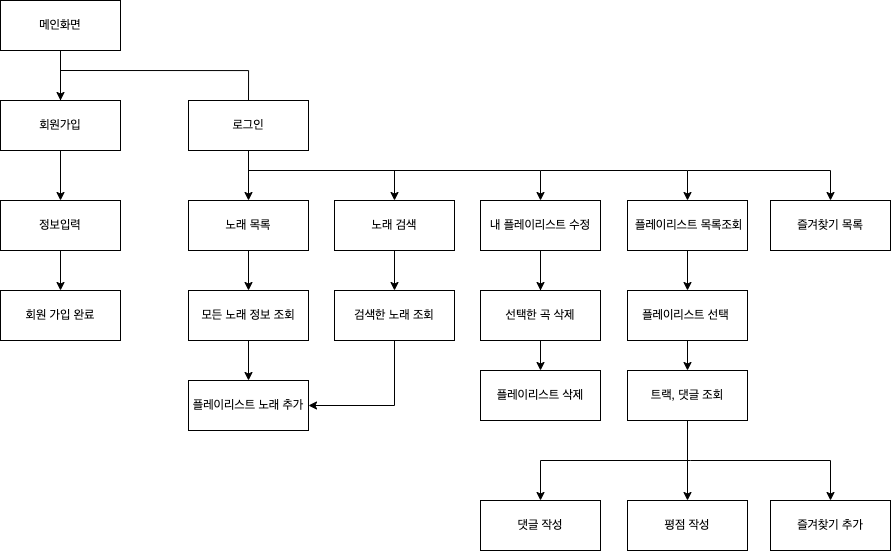 메인화면
회원가입
로그인
정보입력
노래 목록
노래 검색
내 플레이리스트 수정
플레이리스트 목록조회
즐겨찾기 목록
회원 가입 완료
모든 노래 정보 조회
검색한 노래 조회
선택한 곡 삭제
플레이리스트 선택
플레이리스트 노래 추가
플레이리스트 삭제
트랙, 댓글 조회
댓글 작성
평점 작성
즐겨찾기 추가